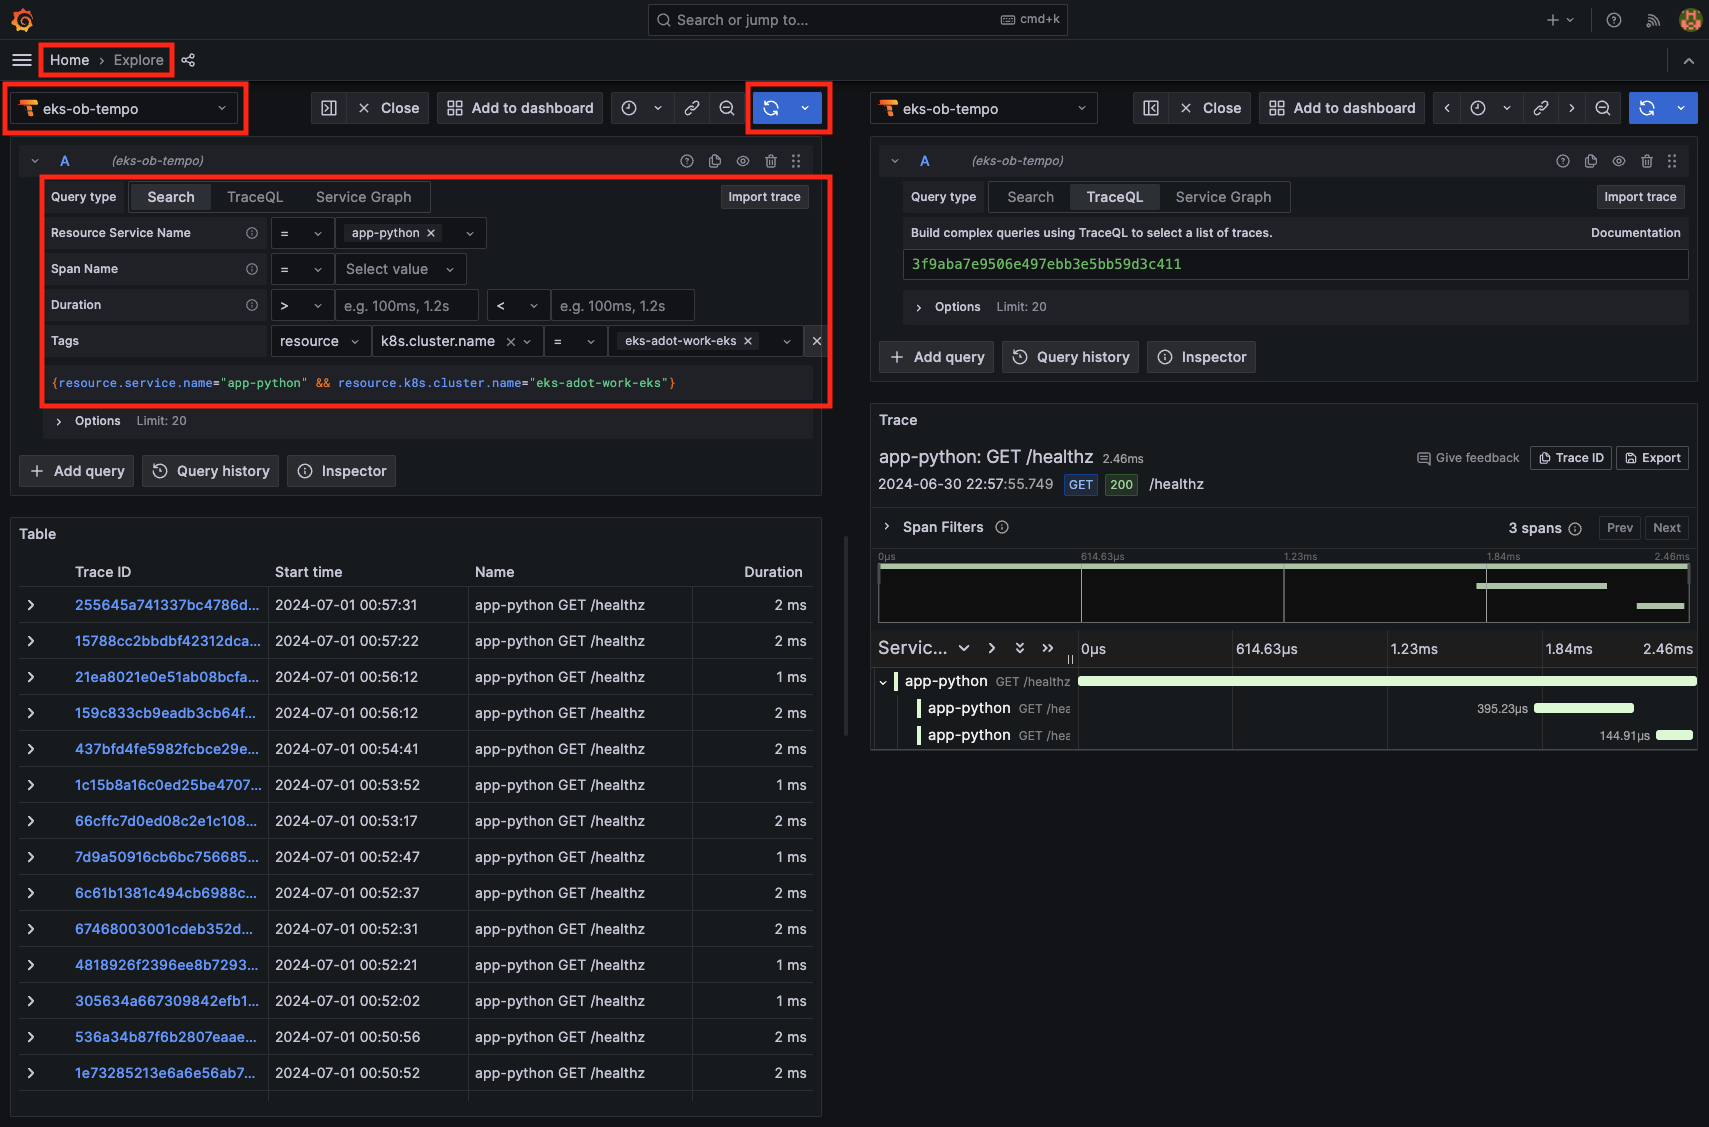 Search or jump to...
cmd+k
Home › Explore
eks-ob-tempo
Close
Add to dashboard
A (eks-ob-tempo)
Query type Search TraceQL Service Graph Import trace
Resource Service Name = app-python
Span Name = Select value
Duration > e.g. 100ms, 1.2s < e.g. 100ms, 1.2s
Tags resource k8s.cluster.name = eks-adot-work-eks
{resource.service.name="app-python" && resource.k8s.cluster.name="eks-adot-work-eks"}
Options Limit: 20
Add query Query history Inspector
Table
Trace ID Start time Name Duration
255645a741337bc4786d... 2024-07-01 00:57:31 app-python GET /healthz 2 ms
15788cc2bbdbf42312dca... 2024-07-01 00:57:22 app-python GET /healthz 2 ms
21ea8021e0e51ab08bcfa... 2024-07-01 00:56:12 app-python GET /healthz 1 ms
159c833cb9eadb3cb64f... 2024-07-01 00:56:12 app-python GET /healthz 2 ms
437bfd4fe5982fcbce29e... 2024-07-01 00:54:41 app-python GET /healthz 2 ms
1c15b8a16c0ed25be4707... 2024-07-01 00:53:52 app-python GET /healthz 1 ms
66cffc7d0ed08c2e1c108... 2024-07-01 00:53:17 app-python GET /healthz 2 ms
7d9a50916cb6bc756685... 2024-07-01 00:52:47 app-python GET /healthz 1 ms
6c61b1381c494cb6988c... 2024-07-01 00:52:37 app-python GET /healthz 2 ms
67468003001cdeb352d... 2024-07-01 00:52:31 app-python GET /healthz 2 ms
4818926f2396ee8b7293... 2024-07-01 00:52:21 app-python GET /healthz 1 ms
305634a667309842efb1... 2024-07-01 00:52:02 app-python GET /healthz 1 ms
536a34b87f6b2807eaae... 2024-07-01 00:50:56 app-python GET /healthz 2 ms
1e73285213e6a6e56ab7... 2024-07-01 00:50:52 app-python GET /healthz 2 ms
eks-ob-tempo
Close
Add to dashboard
A (eks-ob-tempo)
Query type Search TraceQL Service Graph Import trace
Build complex queries using TraceQL to select a list of traces. Documentation
3f9aba7e9506e497ebb3e5bb59d3c411
Options Limit: 20
Add query Query history Inspector
Trace
app-python: GET /healthz 2.46ms Give feedback Trace ID Export
2024-06-30 22:57:55.749 GET 200 /healthz
Span Filters 3 spans Prev Next
0µs 614.63µs 1.23ms 1.84ms 2.46ms
Servic... 0µs 614.63µs 1.23ms 1.84ms 2.46ms
app-python GET /healthz
app-python GET /hea 395.23µs
app-python GET /hea 144.91µs